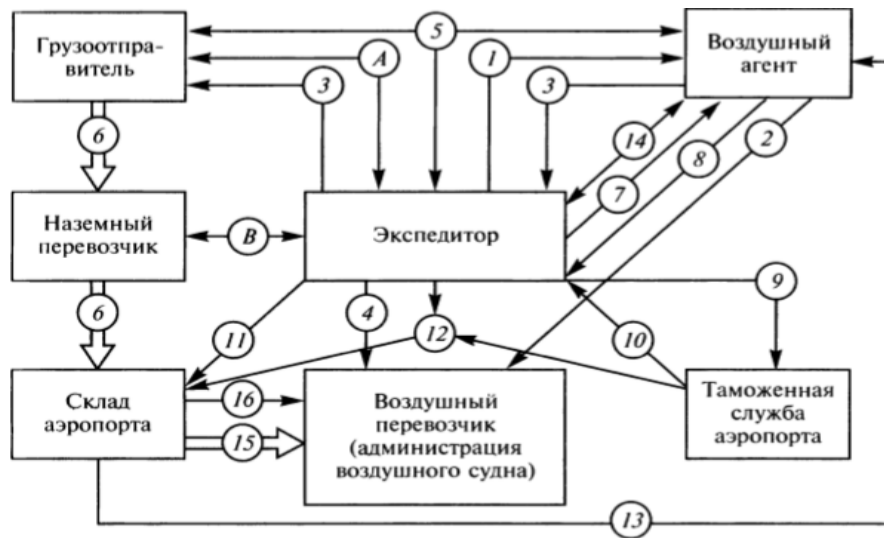 Грузоотпра-
витель
5
Воздушный
агент
A
1
3
3
6
14
2
8
7
Наземный
перевозчик
B
Экспедитор
6
9
4
11
12
10
Склад
аэропорта
16
15
Воздушный
перевозчик
(администрация
воздушного судна)
Таможенная
служба
аэропорта
13